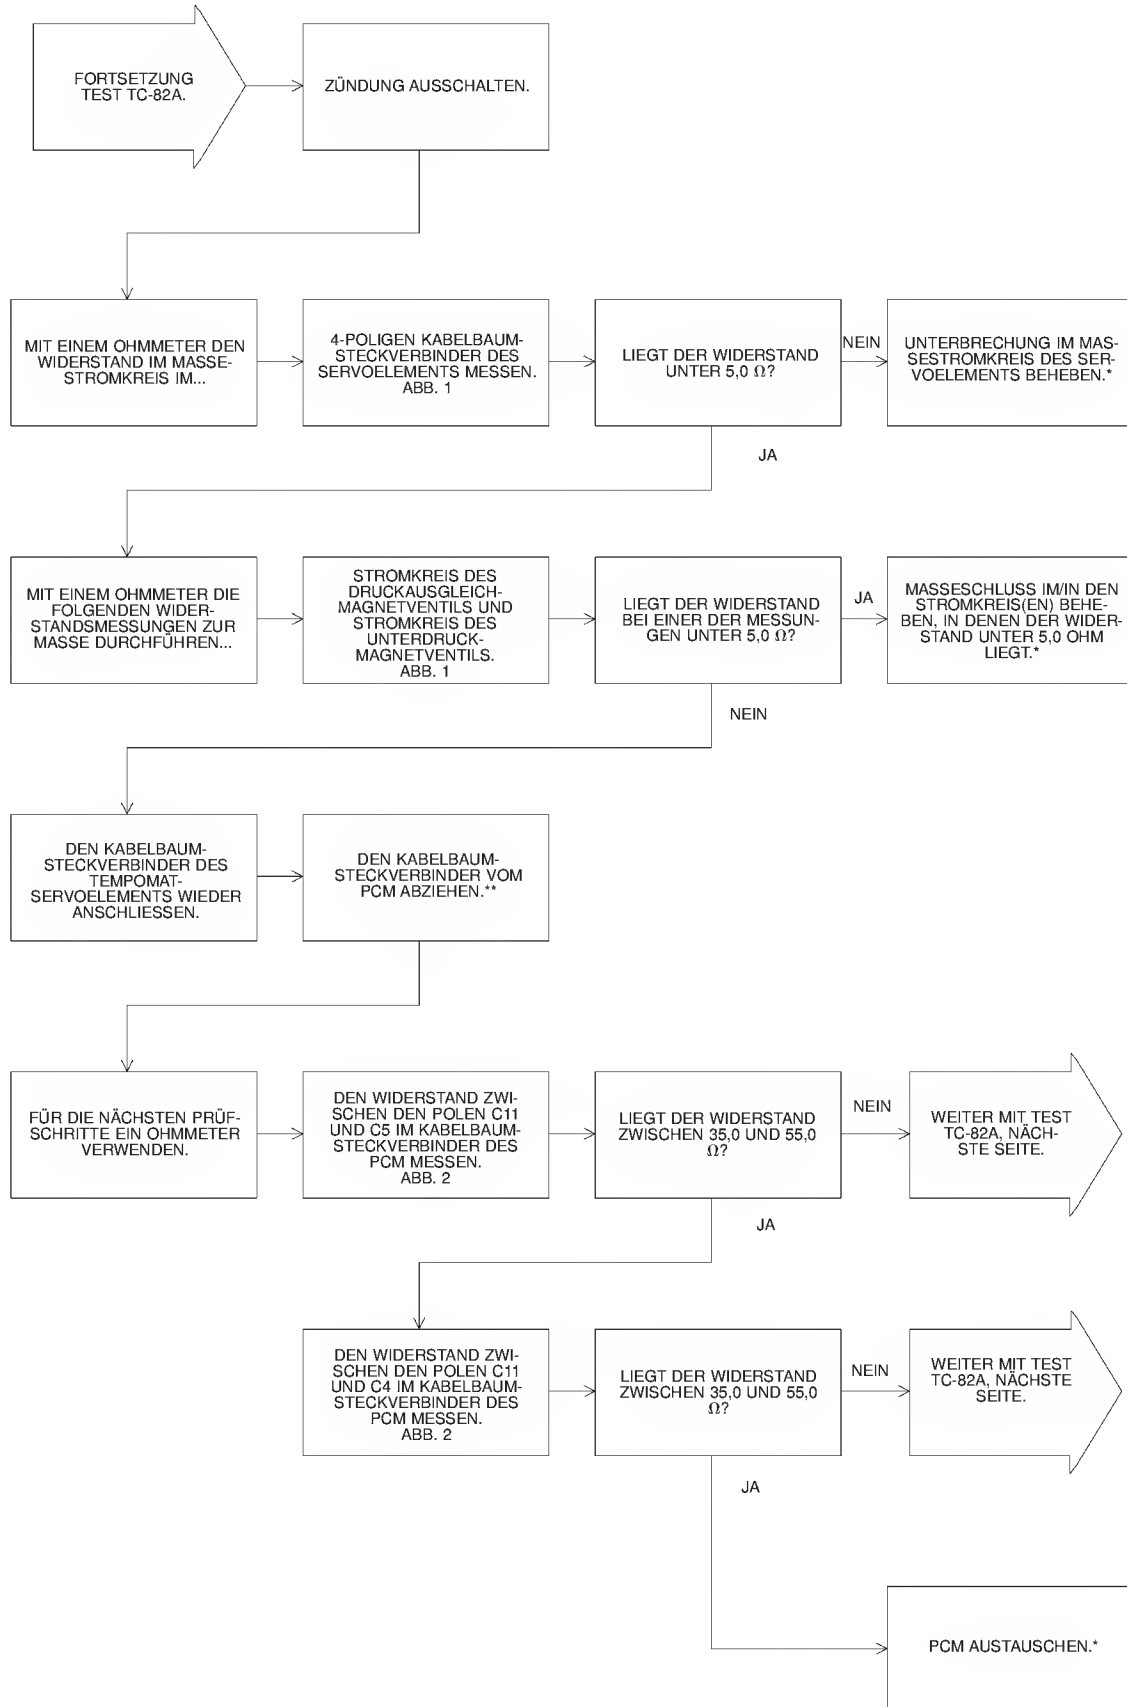 FORTSETZUNG
TEST TC-82A.
ZÜNDUNG AUSSCHALTEN.
MIT EINEM OHMMETER DEN
WIDERSTAND IM MASSE-
STROMKREIS IM...
4-POLIGEN KABELBAUM-
STECKVERBINDER DES
SERVOELEMENTS MESSEN.
ABB. 1
LIEGT DER WIDERSTAND
UNTER 5,0 Ω?
NEIN
UNTERBRECHUNG IM MAS-
SESTROMKREIS DES SER-
VOELEMENTS BEHEBEN.*
JA
MIT EINEM OHMMETER DIE
FOLGENDEN WIDER-
STANDSMESSUNGEN ZUR
MASSE DURCHFÜHREN...
STROMKREIS DES
DRUCKAUSGLEICH-
MAGNETVENTILS UND
STROMKREIS DES
UNTERDRUCK-
MAGNETVENTILS.
ABB. 1
LIEGT DER WIDERSTAND
BEI EINER DER MESSUN-
GEN UNTER 5,0 Ω?
JA
MASSESCHLUSS IM/IN DEN
STROMKREIS(EN) BEHE-
BEN, IN DENEN DER WIDER-
STAND UNTER 5,0 OHM
LIEGT.*
NEIN
DEN KABELBAUM-
STECKVERBINDER DES
TEMPOMAT-
SERVOELEMENTS WIEDER
ANSCHLIESSEN.
DEN KABELBAUM-
STECKVERBINDER VOM
PCM ABZIEHEN.**
FÜR DIE NÄCHSTEN PRÜF-
SCHRITTE EIN OHMMETER
VERWENDEN.
DEN WIDERSTAND ZWI-
SCHEN DEN POLEN C11
UND C5 IM KABELBAUM-
STECKVERBINDER DES
PCM MESSEN.
ABB. 2
LIEGT DER WIDERSTAND
ZWISCHEN 35,0 UND 55,0
Ω?
NEIN
WEITER MIT TEST
TC-82A, NÄCH-
STE SEITE.
JA
DEN WIDERSTAND ZWI-
SCHEN DEN POLEN C11
UND C4 IM KABELBAUM-
STECKVERBINDER DES
PCM MESSEN.
ABB. 2
LIEGT DER WIDERSTAND
ZWISCHEN 35,0 UND 55,0
Ω?
NEIN
WEITER MIT TEST
TC-82A, NÄCHSTE
SEITE.
JA
PCM AUSTAUSCHEN.*